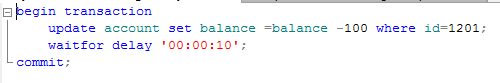 begin transaction
update account set balance =balance -100 where id=1201;
waitfor delay '00:00:10';
commit;